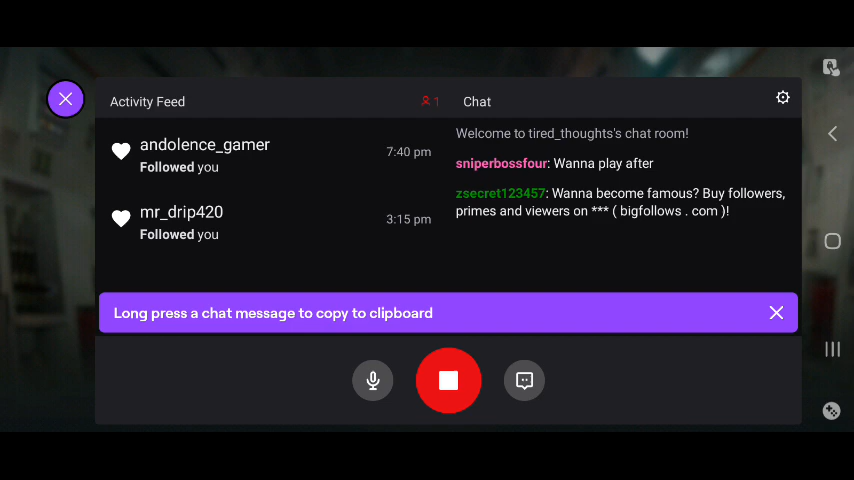 Activity Feed
1
Chat
andolence_gamer
Followed you
7:40 pm
mr_drip420
Followed you
3:15 pm
Welcome to tired_thoughts's chat room!
sniperbossfour: Wanna play after
zsecret123457: Wanna become famous? Buy followers,
primes and viewers on *** ( bigfollows . com )!
Long press a chat message to copy to clipboard